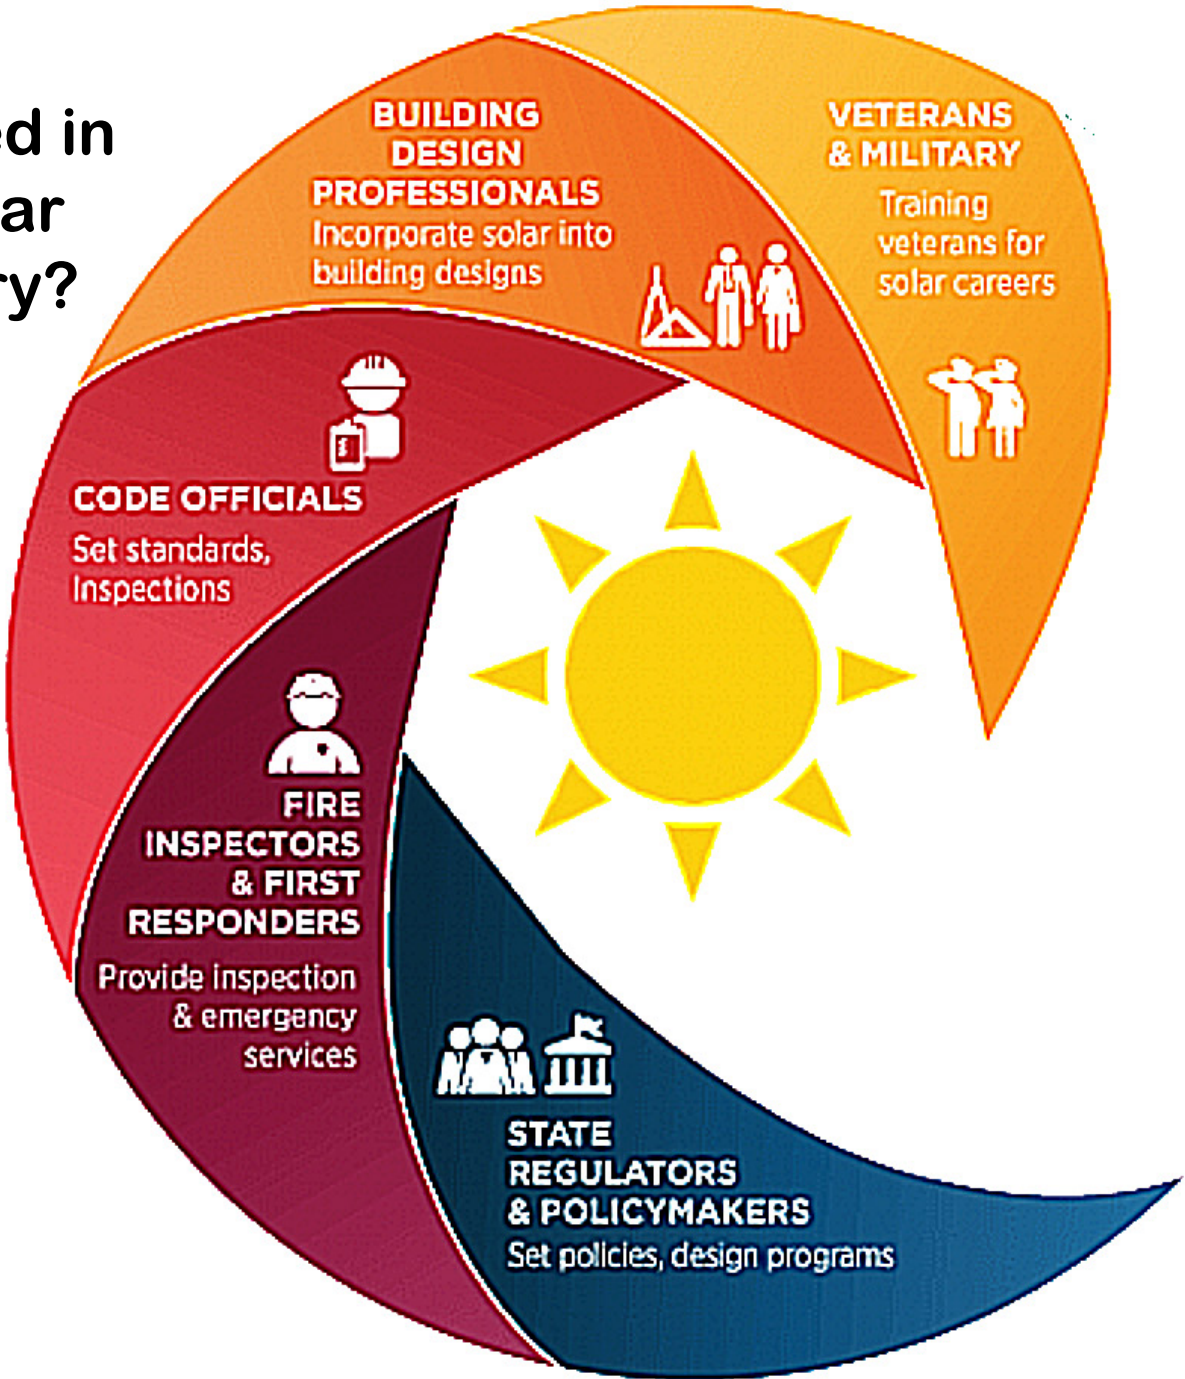 ed in
ar
ry?
BUILDING
DESIGN
PROFESSIONALS
Incorporate solar into
building designs
VETERANS
& MILITARY
Training
veterans for
solar careers
CODE OFFICIALS
Set standards,
Inspections
FIRE
INSPECTORS
& FIRST
RESPONDERS
Provide inspection
& emergency
services
STATE
REGULATORS
& POLICYMAKERS
Set policies, design programs